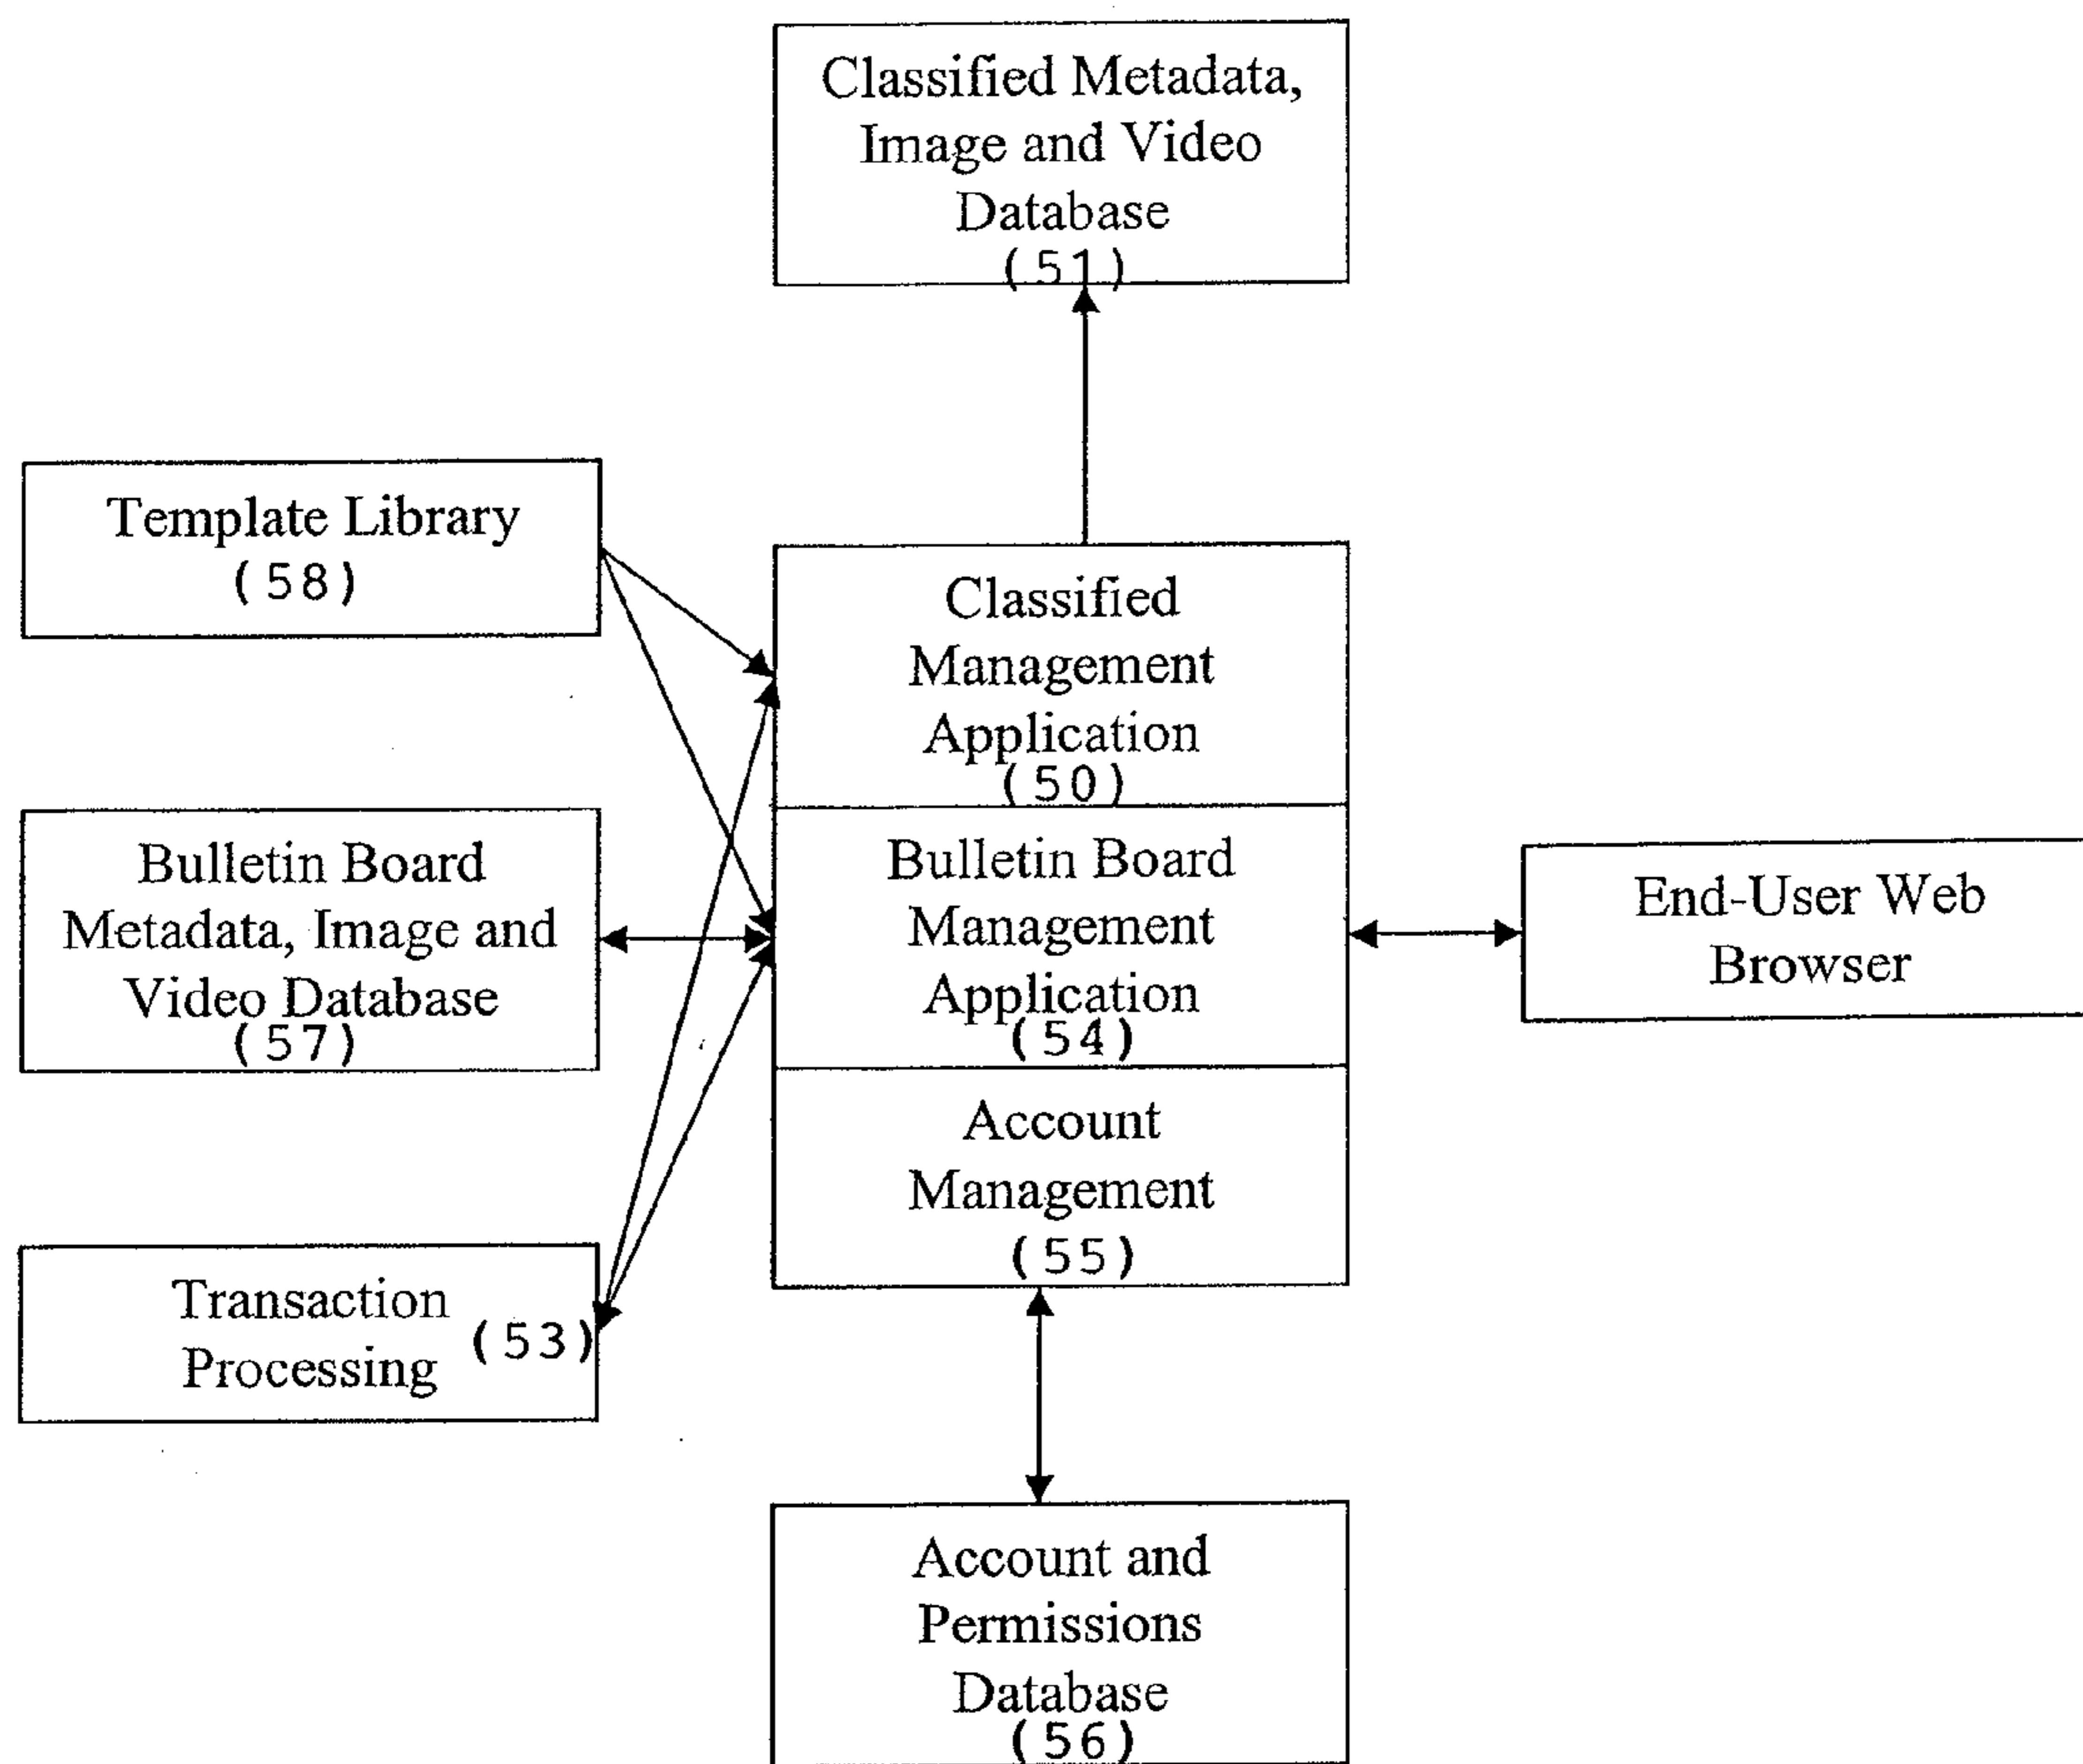 Classified Metadata,
Image and Video
Database
(51)
Template Library
(58)
Classified
Management
Application
(50)
Bulletin Board
Metadata, Image and
Video Database
(57)
Bulletin Board
Management
Application
(54)
End-User Web
Browser
Account
Management
(55)
Transaction
Processing
(53)
Account and
Permissions
Database
(56)